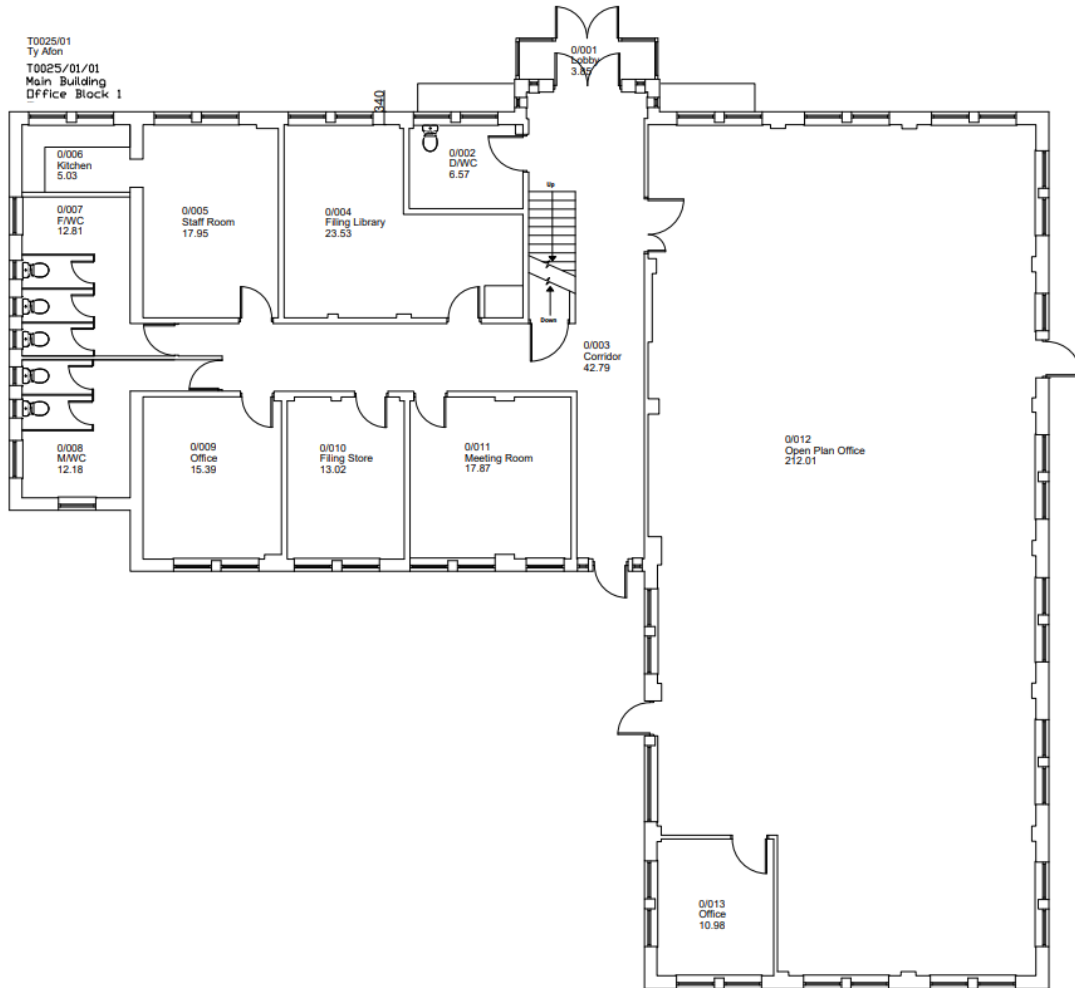 T0025/01
Ty Afon
T0025/01/01
Main Building
Office Block 1
340
0/001
Lobby
3.85
0/002
D/WC
6.57
0/006
Kitchen
5.03
0/007
F/WC
12.81
0/005
Staff Room
17.95
0/004
Filing Library
23.53
Up
Down
0/003
Corridor
42.79
0/008
M/WC
12.18
0/009
Office
15.39
0/010
Filing Store
13.02
0/011
Meeting Room
17.87
0/012
Open Plan Office
212.01
0/013
Office
10.98